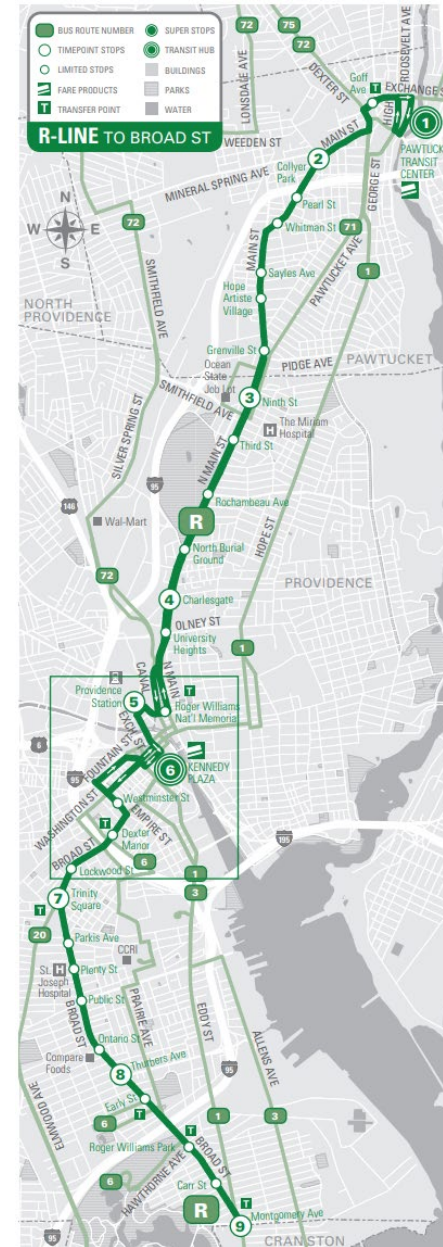 BUS ROUTE NUMBER
TIMEPOINT STOPS
LIMITED STOPS
FARE PRODUCTS
T TRANSFER POINT
SUPER STOPS
TRANSIT HUB
BUILDINGS
PARKS
WATER
R-LINE TO BROAD ST
72
75
72
LONSDALE AVE
DEXTER ST
Goff
Ave
T
ROOSEVELT AVE
EXCHANGE S
HIGH
1
PAWTUCK
TRANSIT
CENTER
WEEDEN ST
MAIN ST
2
Collyer
Park
GEORGE ST
MINERAL SPRING AVE
Pearl St
Whitman St
N
W E
S
72
71
MAIN ST
PAWTUCKET AVE
1
SMITHFIELD AVE
Sayles Ave
Hope
Artiste
Village
NORTH
PROVIDENCE
Grenville St
PIDGE AVE
PAWTUCKET
Ocean
State
Job Lot
SMITHFIELD AVE
3
Ninth St
SILVER SPRING ST
H The Miriam
Hospital
Third St
N MAIN ST
95
146
Rochambeau Ave
R
Wal-Mart
HOPE ST
North Burial
Ground
72
PROVIDENCE
4
Charlesgate
OLNEY ST
University
Heights
1
CANAL
N MAIN
T
Providence
Station
5
Roger Williams
Nat'l Memorial
EXCH. ST
6
FOUNTAIN ST
6
KENNEDY
PLAZA
95
WASHINGTON ST
Westminster St
EMPIRE ST
T
Dexter
Manor
195
BROAD ST
6
Lockwood St
1
3
7
Trinity
Square
T
20
Parkis Ave
CCRI
St. H
Joseph
Hospital
Plenty St
PRAIRIE AVE
Public St
EDDY ST
BROAD ST
ALLENS AVE
Ontario St
Compare
Foods
8
Thurbers Ave
95
ELMWOOD AVE
Early St
T
6
1
3
T
Roger Williams Park
BROAD ST
6
HAWTHORNE AVE
Carr St
T
R
Montgomery Ave
9
95
CRANSTON